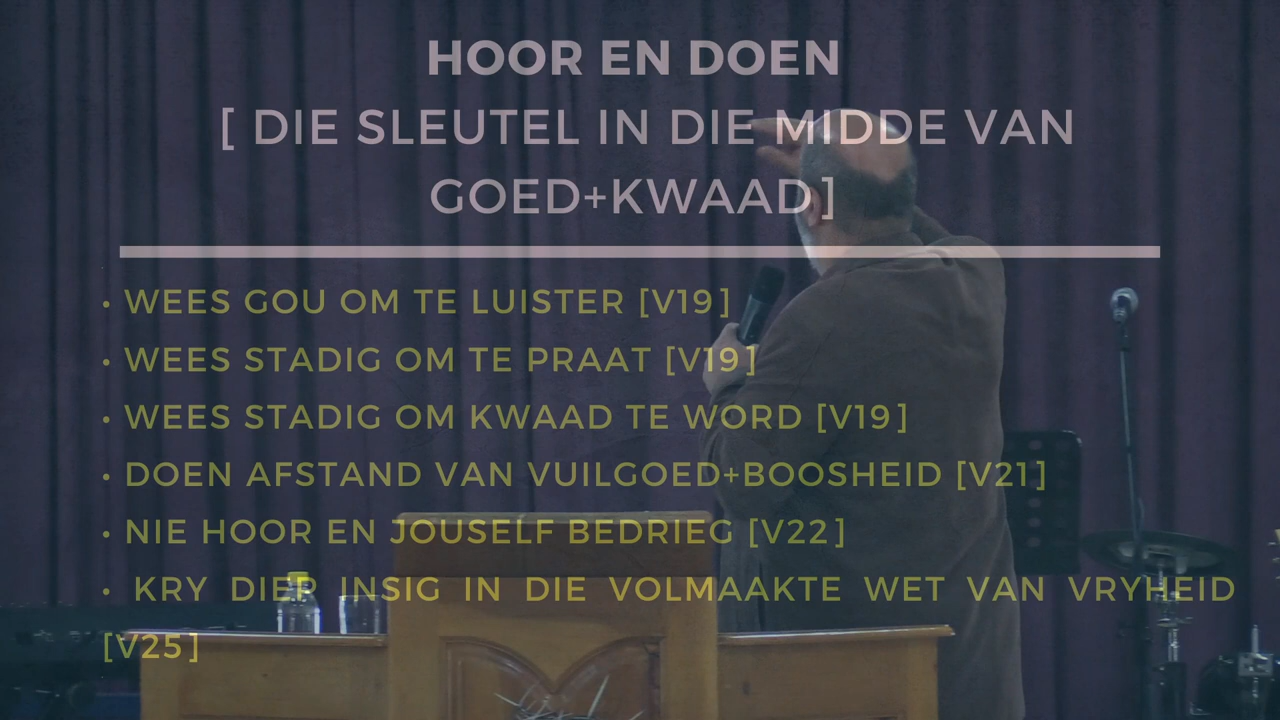 HOOR EN DOEN
[ DIE SLEUTEL IN DIE MIDDE VAN
GOED+KWAAD]
• WEES GOU OM TE LUISTER [V19]
• WEES STADIG OM TE PRAAT [V19]
• WEES STADIG OM KWAAD TE WORD [V19]
• DOEN AFSTAND VAN VUILGOED+BOOSHEID [V21]
• NIE HOOR EN JOUSELF BEDRIEG [V22]
• KRY DIEP INSIG IN DIE VOLMAAKTE WET VAN VRYHEID
[V25]